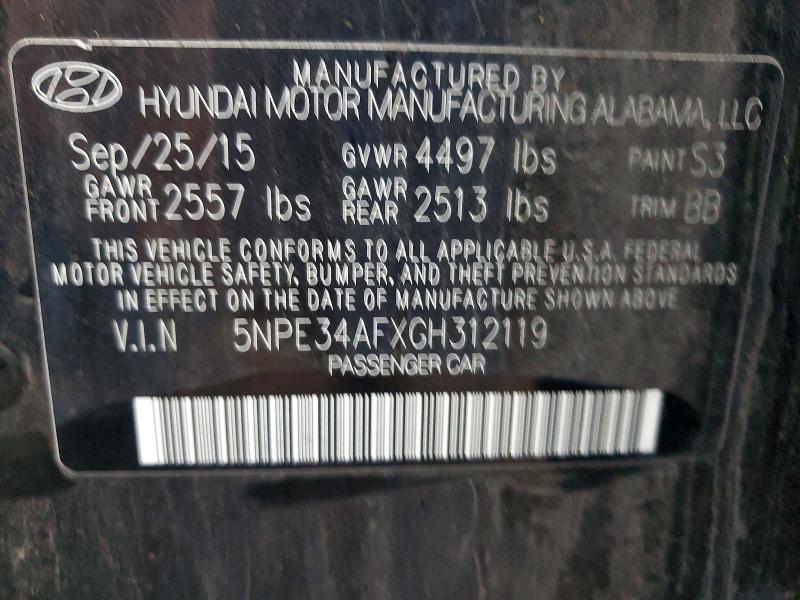 MANUFACTURED BY
HYUNDAI MOTOR MANUFACTURING ALABAMA, LLC
Sep/25/15 GVWR 4497 lbs PAINT S3
GAWR FRONT 2557 lbs GAWR REAR 2513 lbs TRIM BB
THIS VEHICLE CONFORMS TO ALL APPLICABLE U.S.A. FEDERAL
MOTOR VEHICLE SAFETY, BUMPER, AND THEFT PREVENTION STANDARDS
IN EFFECT ON THE DATE OF MANUFACTURE SHOWN ABOVE.
V.I.N 5NPE34AFXGH312119
PASSENGER CAR